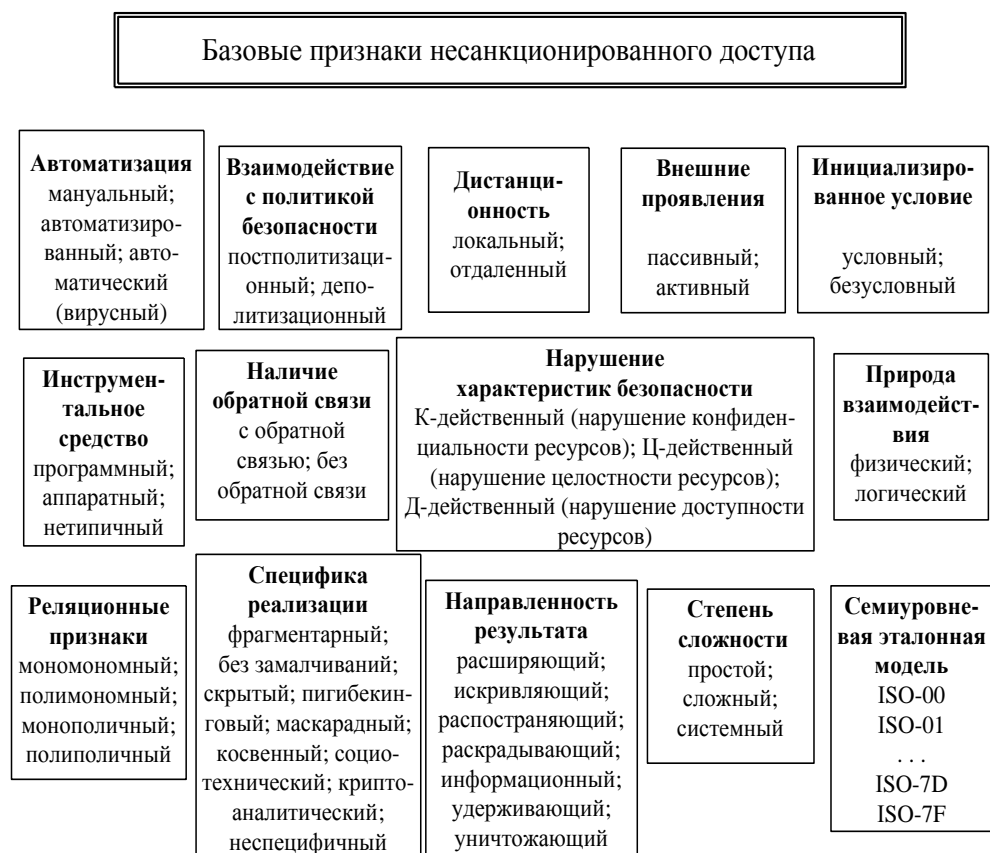 Базовые признаки несанкционированного доступа
Автоматизация
мануальный;
автоматизиро-
ванный; авто-
матический
(вирусный)
Взаимодействие
с политикой
безопасности
постполитизаци-
онный; депо-
литизационный
Дистанци-
онность
локальный;
отдаленный
Внешние
проявления
пассивный;
активный
Инициализиро-
ванное условие
условный;
безусловный
Инструмен-
тальное
средство
программный;
аппаратный;
нетипичный
Наличие
обратной связи
с обратной
связью; без
обратной связи
Нарушение
характеристик безопасности
К-действенный (нарушение конфиден-
циальности ресурсов); Ц-действенный
(нарушение целостности ресурсов);
Д-действенный (нарушение доступности
ресурсов)
Природа
взаимодейст-
вия
физический;
логический
Реляционные
признаки
мономономный;
полимономный;
монополичный;
полиполичный
Специфика
реализации
фрагментарный;
без замалчиваний;
скрытый; пигибекин-
говый; маскарадный;
косвенный; социо-
технический; крипто-
аналитический;
неспецифичный
Направленность
результата
расширяющий;
искривляющий;
распостраняющий;
раскрадывающий;
информационный;
удерживающий;
уничтожающий
Степень
сложности
простой;
сложный;
системный
Семиуровне-
вая эталонная
модель
ISO-00
ISO-01
. . .
ISO-7D
ISO-7F